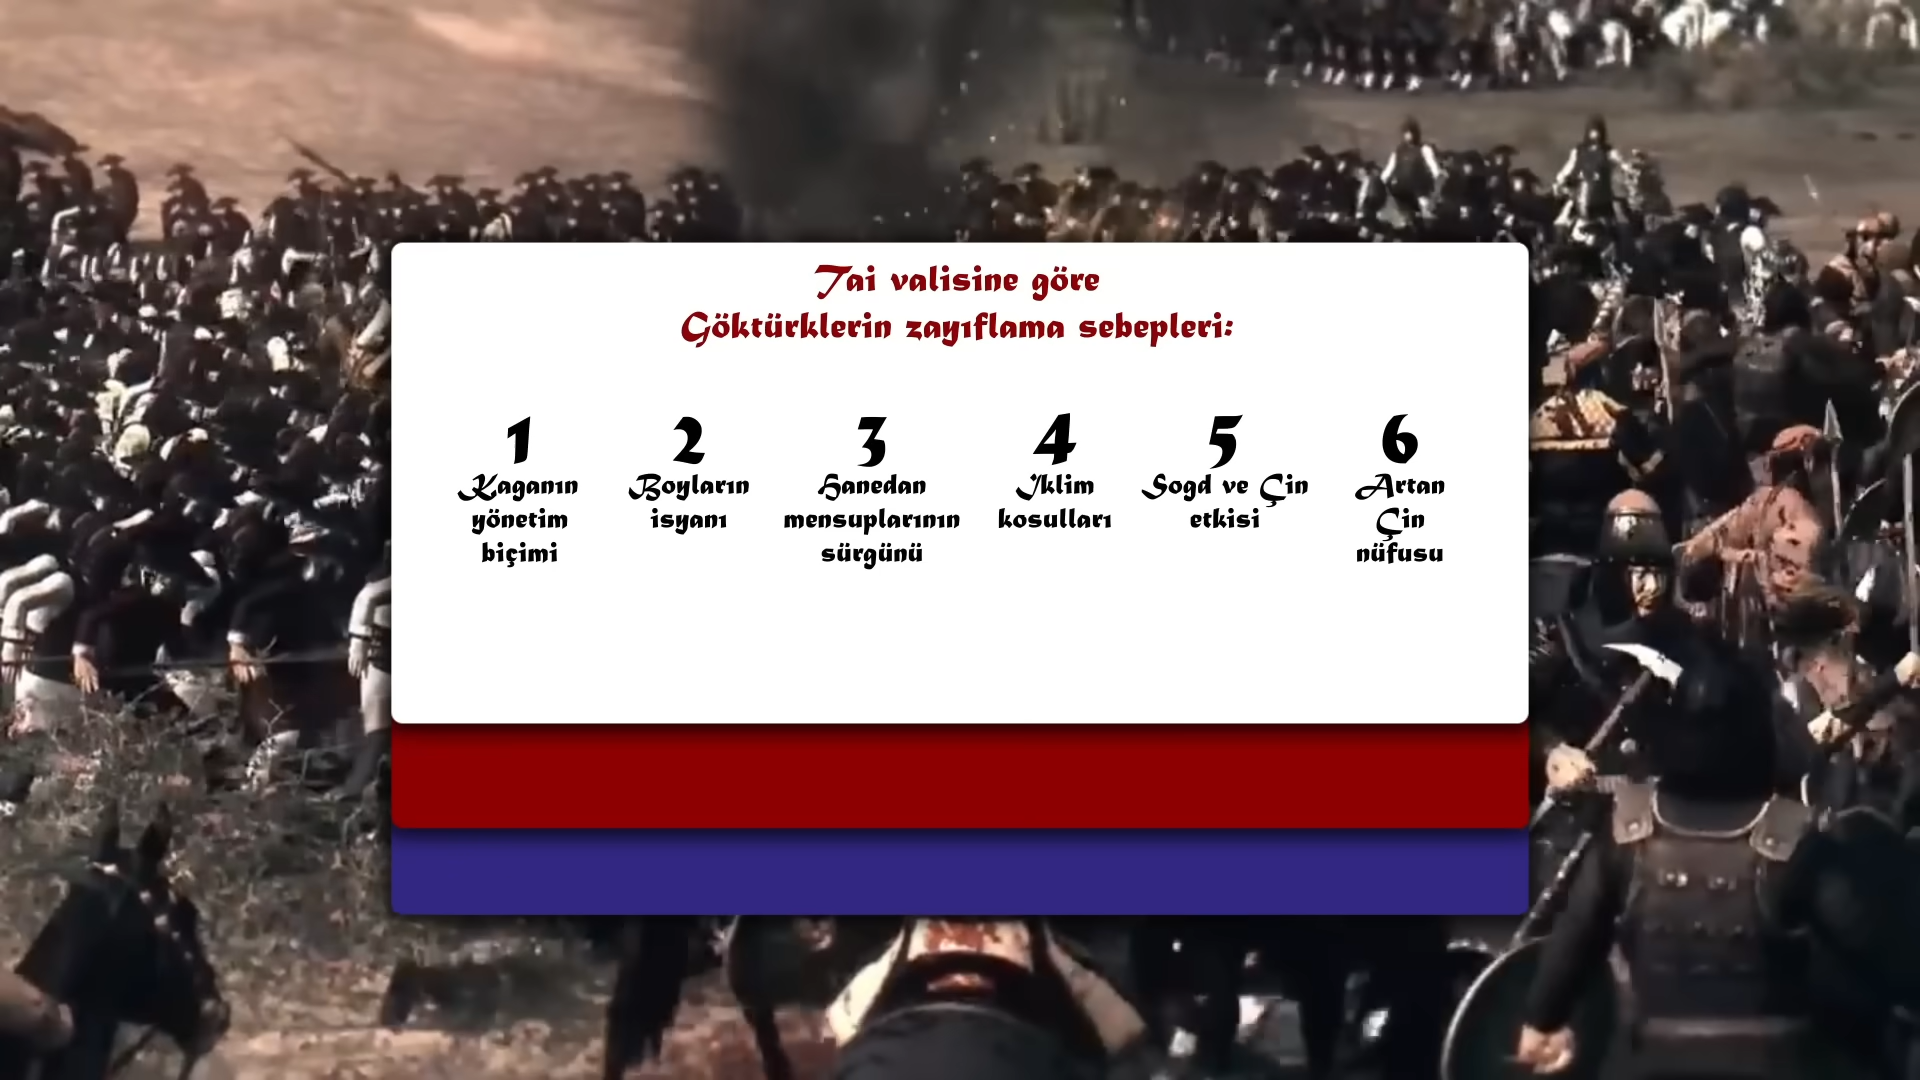 Tai valisine göre
Göktürklerin zayıflama sebepleri:
1
Kaganın
yönetim
biçimi
2
Boyların
isyanı
3
Hanedan
mensuplarının
sürgünü
4
İklim
kosulları
5
Sogd ve Çin
etkisi
6
Artan
Çin
nüfusu